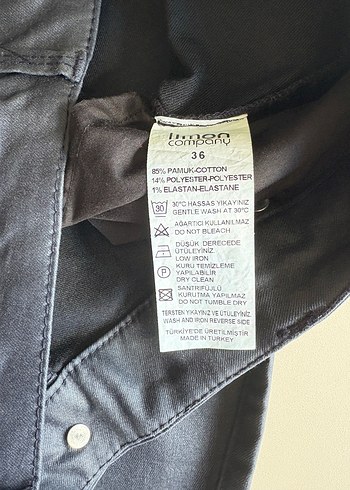 limon
company
36
85% PAMUK-COTTON
14% POLYESTER-POLYESTER
1% ELASTAN-ELASTANE
30
30°C HASSAS YIKAYINIZ
GENTLE WASH AT 30°C
AĞARTICI KULLANILMAZ
DO NOT BLEACH
DÜŞÜK DERECEDE
ÜTÜLEYİNİZ
LOW IRON
P
KURU TEMİZLEME
YAPILABİLİR
DRY CLEAN
SANTRİFÜJLÜ
KURUTMA YAPILMAZ
DO NOT TUMBLE DRY
TERSTEN YIKAYINIZ VE ÜTÜLEYİNİZ.
WASH AND IRON REVERSE SIDE
TÜRKİYE'DE ÜRETİLMİŞTİR
MADE IN TURKEY